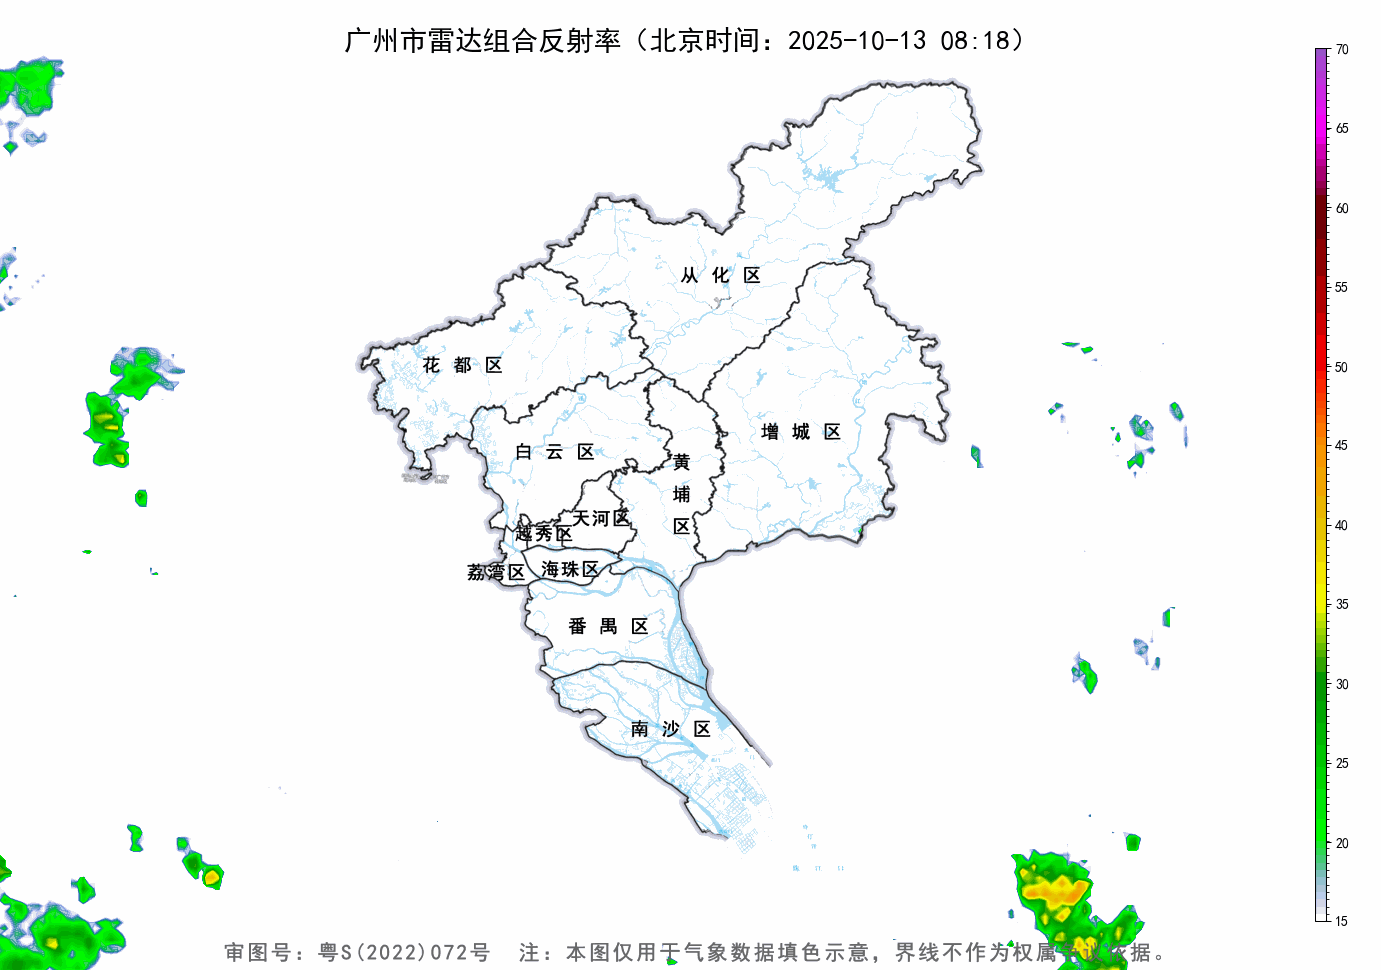 广州市雷达组合反射率（北京时间：2025-10-13 08:18）
70
65
60
55
50
45
40
35
30
25
20
15
从化区
花都区
增城区
白云区
黄埔区
天河区
越秀区
荔湾区
海珠区
番禺区
南沙区
审图号：粤S(2022)072号 注：本图仅用于气象数据填色示意，界线不作为权属争议依据。